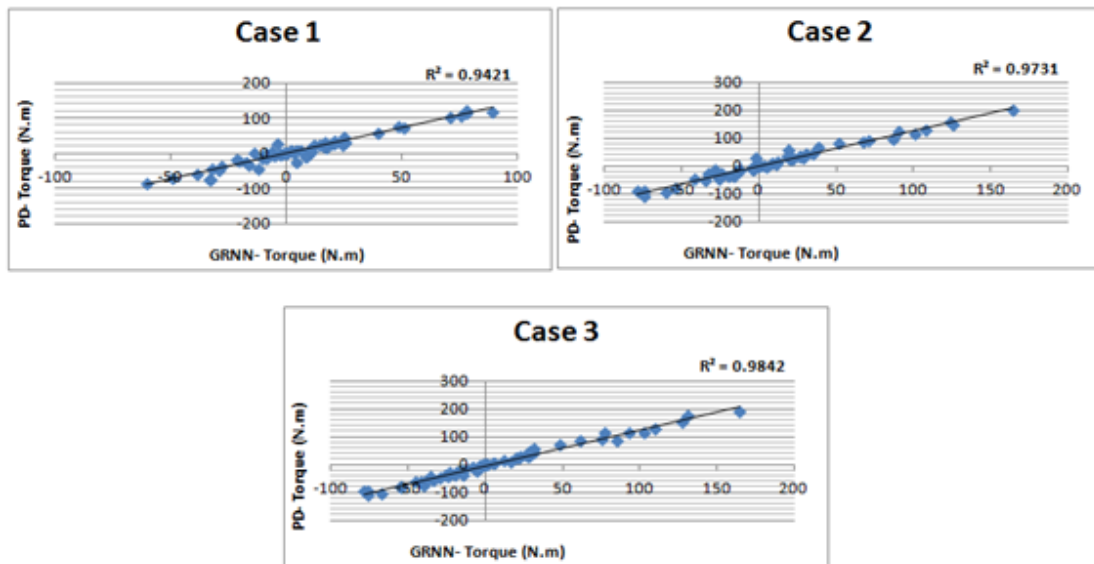 Case 1
R² = 0.9421
PD- Torque (N.m)
200
100
0
-100
-200
-100
-50
0
50
100
GRNN- Torque (N.m)
Case 2
R² = 0.9731
PD- Torque (N.m)
300
200
100
0
-100
-200
-100
0
50
100
150
200
GRNN- Torque (N.m)
Case 3
R² = 0.9842
PD- Torque (N.m)
300
200
100
0
-100
-200
-100
-50
0
50
100
150
200
GRNN- Torque (N.m)